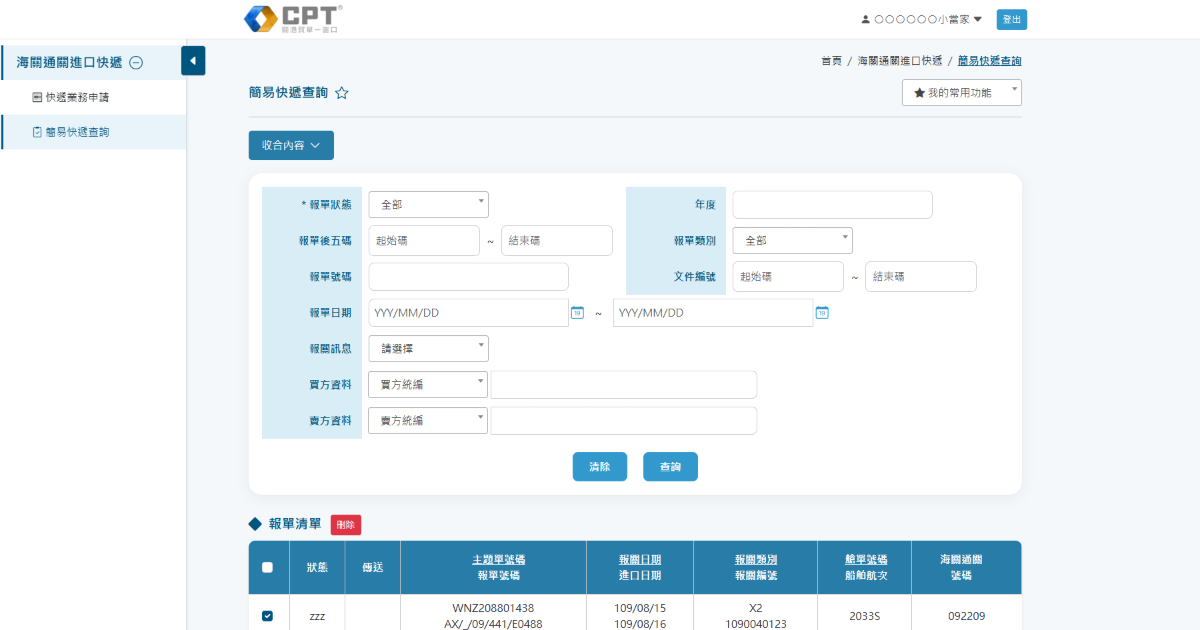 CPT
關港貿單一窗口
○○○○○○小當家
登出
海關通關進口快遞
快遞業務申請
簡易快遞查詢
首頁 / 海關通關進口快遞 / 簡易快遞查詢
簡易快遞查詢
我的常用功能
收合內容
* 報單狀態 全部 年度
報單後五碼 起始碼 ~ 結束碼 報單類別 全部
報單號碼 文件編號 起始碼 ~ 結束碼
報單日期 YYY/MM/DD 19 ~ YYY/MM/DD 19
報關訊息 請選擇
買方資料 買方統編
賣方資料 賣方統編
清除 查詢
報單清單 刪除
主題單號碼 報關日期 報關類別 艙單號碼 海關通關
狀態 傳送
報單號碼 進口日期 報關編號 船舶航次 號碼
WNZ208801438 109/08/15 X2
zzz 2033S 092209
AX/_/09/441/E0488 109/08/16 1090040123